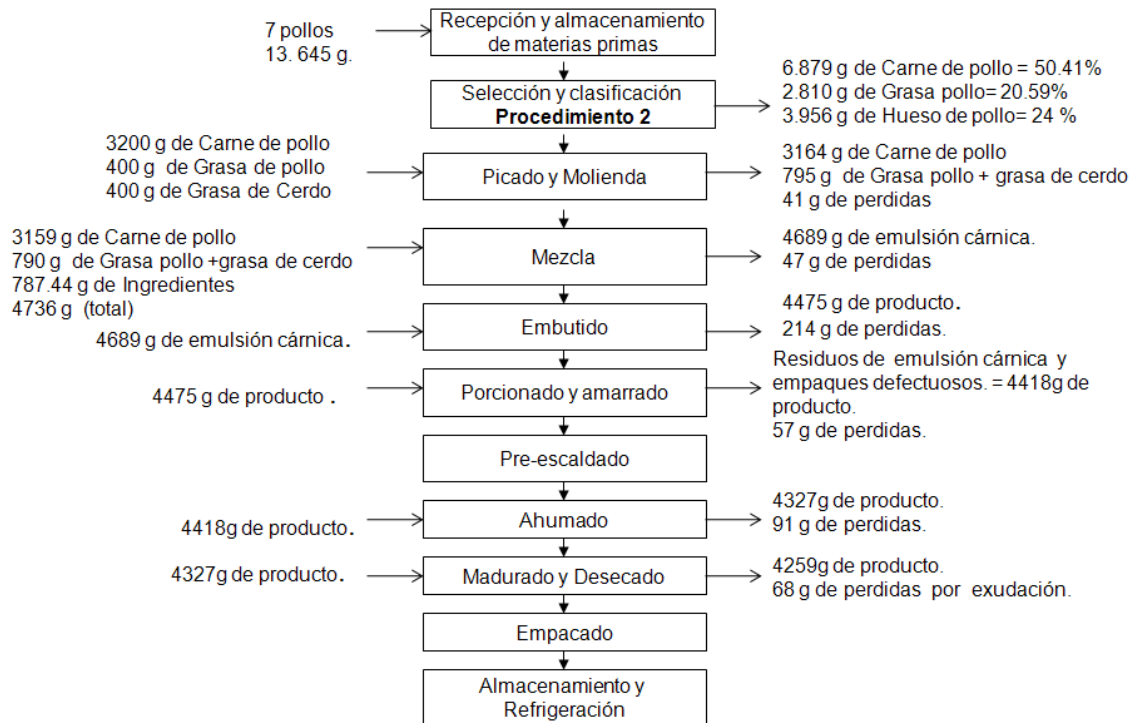 7 pollos
13. 645 g.
Recepción y almacenamiento
de materias primas
Selección y clasificación
Procedimiento 2
6.879 g de Carne de pollo = 50.41%
2.810 g de Grasa pollo= 20.59%
3.956 g de Hueso de pollo= 24 %
3200 g de Carne de pollo
400 g de Grasa de pollo
400 g de Grasa de Cerdo
Picado y Molienda
3164 g de Carne de pollo
795 g de Grasa pollo + grasa de cerdo
41 g de perdidas
3159 g de Carne de pollo
790 g de Grasa pollo +grasa de cerdo
787.44 g de Ingredientes
4736 g (total)
Mezcla
4689 g de emulsión cárnica.
47 g de perdidas
4689 g de emulsión cárnica.
Embutido
4475 g de producto.
214 g de perdidas.
4475 g de producto .
Porcionado y amarrado
Residuos de emulsión cárnica y
empaques defectuosos. = 4418g de
producto.
57 g de perdidas.
Pre-escaldado
4418g de producto.
Ahumado
4327g de producto.
91 g de perdidas.
4327g de producto.
Madurado y Desecado
4259g de producto.
68 g de perdidas por exudación.
Empacado
Almacenamiento y
Refrigeración